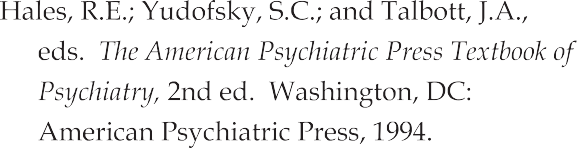 Hales, R.E.; Yudofsky, S.C.; and Talbott, J.A.,
eds.  The American Psychiatric Press Textbook of
Psychiatry, 2nd ed.  Washington, DC:
American Psychiatric Press, 1994.